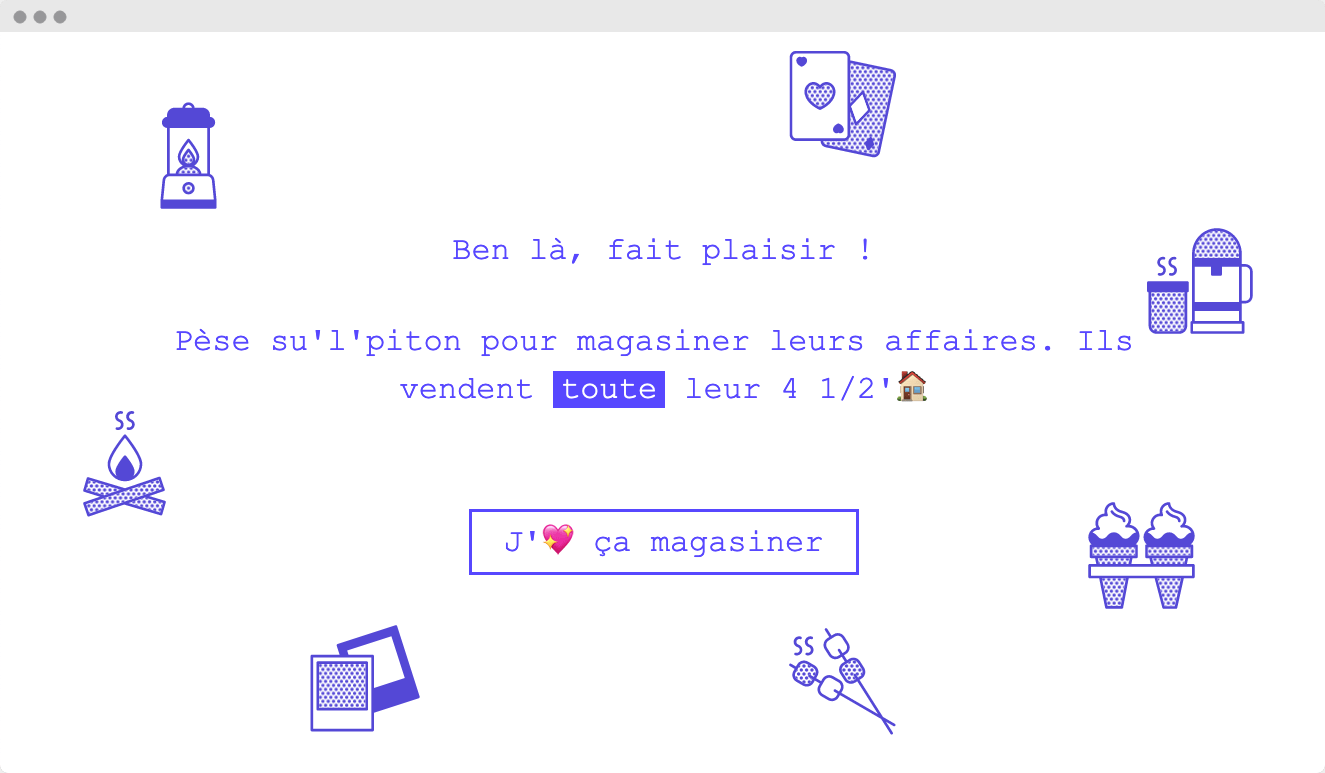 Ben là, fait plaisir !
Pèse su'l'piton pour magasiner leurs affaires. Ils
vendent toute leur 4 1/2'🏠
J'💖 ça magasiner